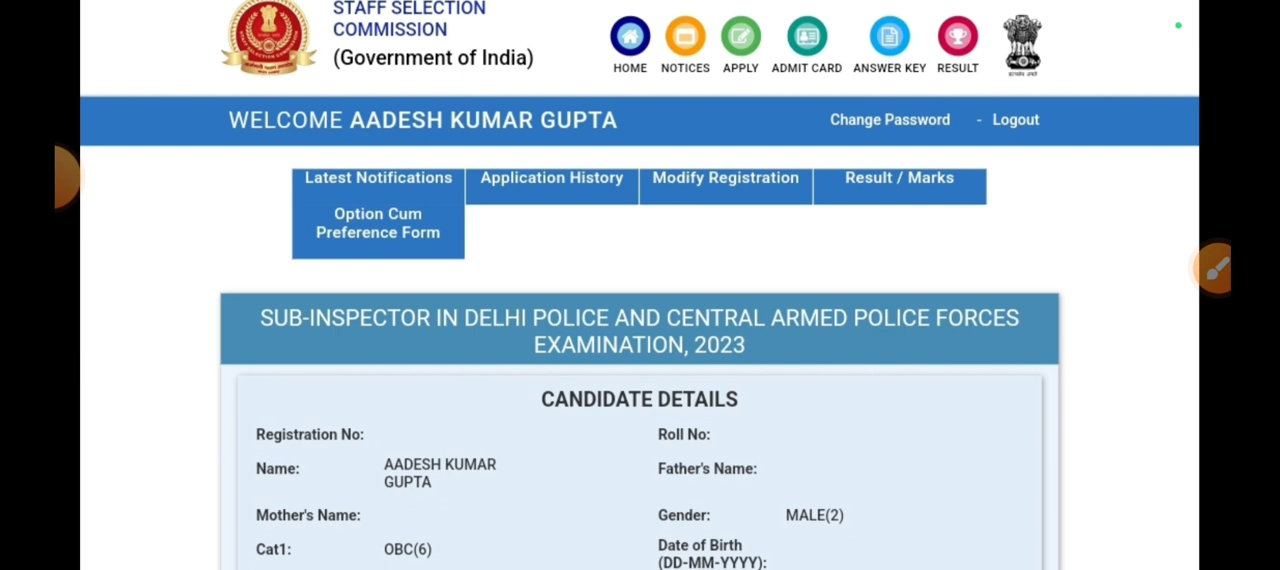 STAFF SELECTION
COMMISSION
(Government of India)
HOME NOTICES APPLY ADMIT CARD ANSWER KEY RESULT
WELCOME AADESH KUMAR GUPTA
Change Password - Logout
Latest Notifications Application History Modify Registration Result / Marks
Option Cum
Preference Form
SUB-INSPECTOR IN DELHI POLICE AND CENTRAL ARMED POLICE FORCES
EXAMINATION, 2023
CANDIDATE DETAILS
Registration No: Roll No:
Name: AADESH KUMAR
GUPTA
Father's Name:
Mother's Name: Gender: MALE(2)
Cat1: OBC(6) Date of Birth
(DD-MM-YYYY):